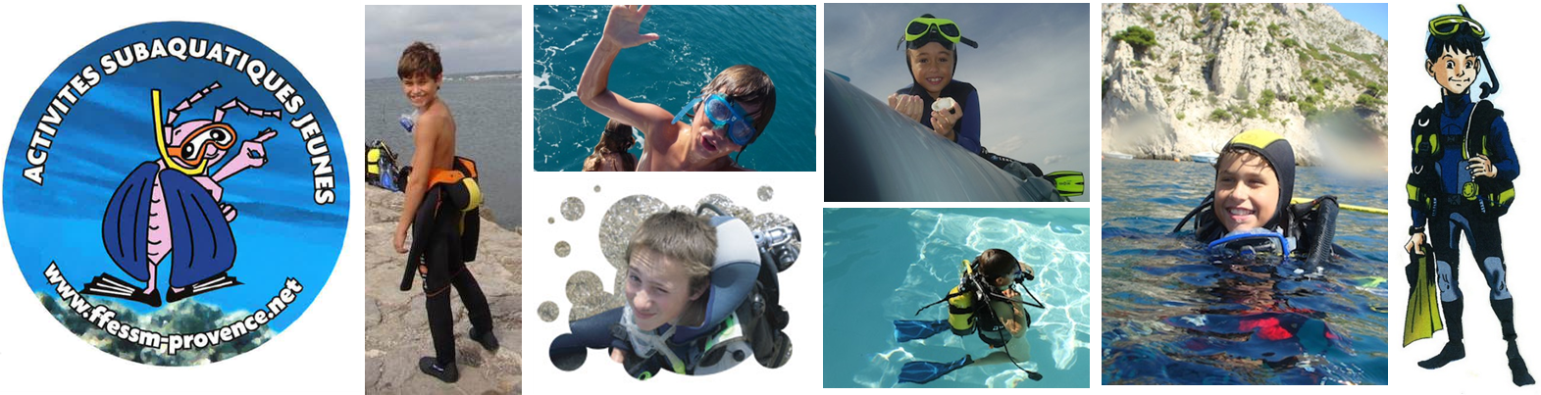 ACTIVITES SUBAQUATIQUES JEUNES
www.ffessm-provence.net